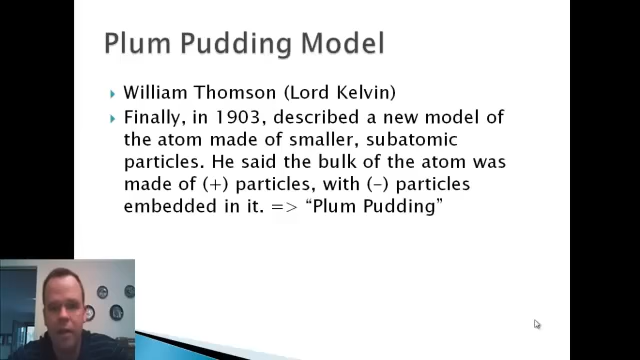 Plum Pudding Model
William Thomson (Lord Kelvin)
Finally, in 1903, described a new model of
the atom made of smaller, subatomic
particles. He said the bulk of the atom was
made of (+) particles, with (-) particles
embedded in it. => “Plum Pudding”